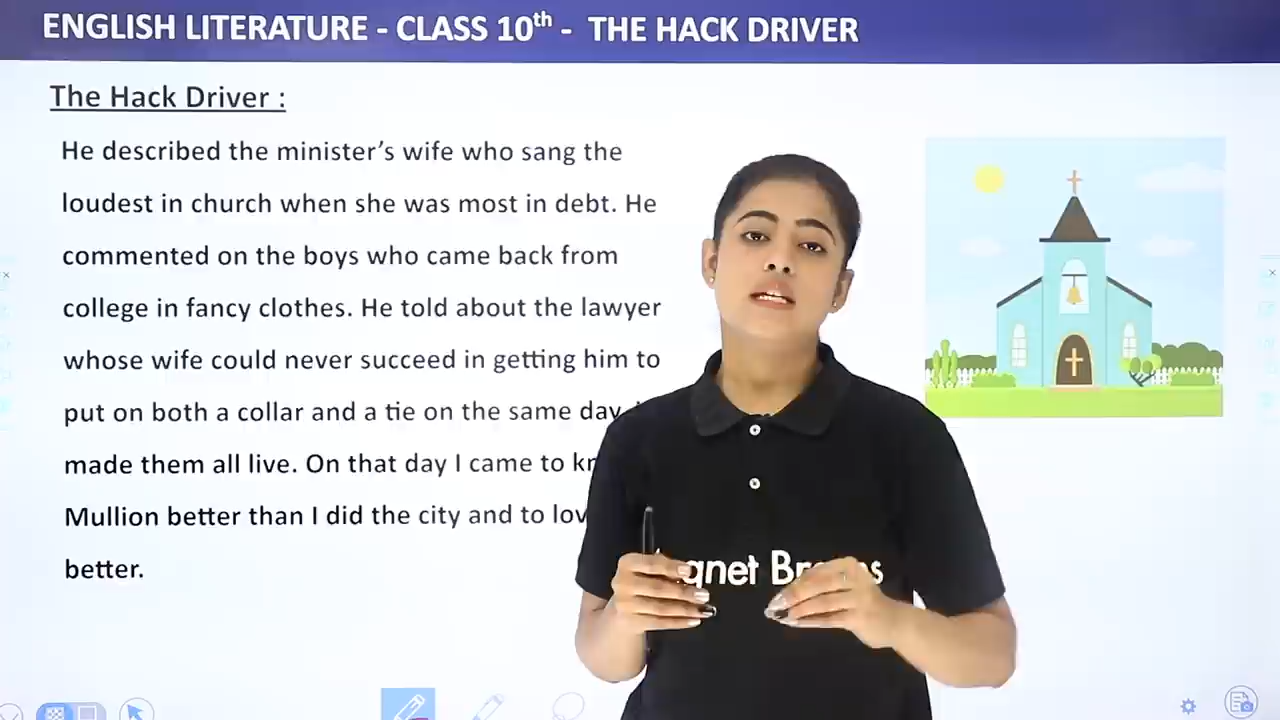 ENGLISH LITERATURE - CLASS 10th - THE HACK DRIVER
The Hack Driver :
He described the minister’s wife who sang the
loudest in church when she was most in debt. He
commented on the boys who came back from
college in fancy clothes. He told about the lawyer
whose wife could never succeed in getting him to
put on both a collar and a tie on the same day.
made them all live. On that day I came to
Mullion better than I did the city and to
better.